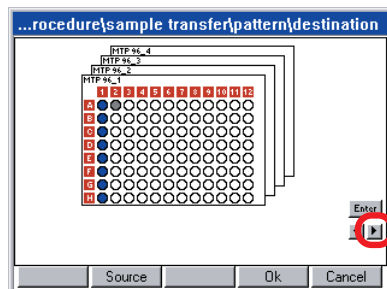 ...rocedure\sample transfer\pattern\destination
MTP 96_4
MTP 96_3
MTP 96_2
MTP 96_1
1 2 3 4 5 6 7 8 9 10 11 12
A
B
C
D
E
F
G
H
Enter
Source Ok Cancel